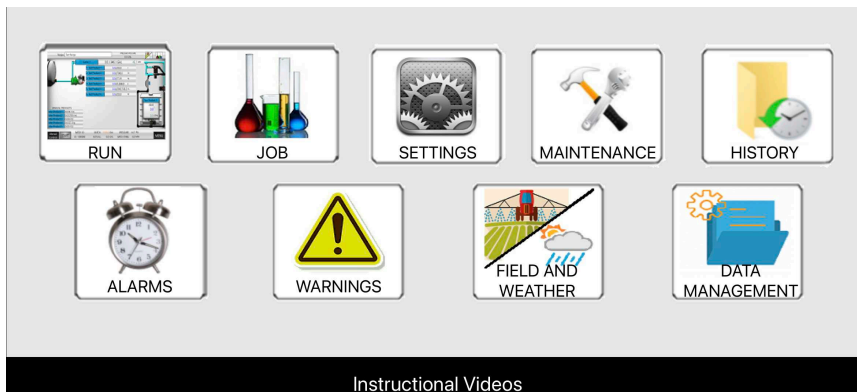 RUN
JOB
SETTINGS
MAINTENANCE
HISTORY
ALARMS
WARNINGS
FIELD AND
WEATHER
DATA
MANAGEMENT
Instructional Videos